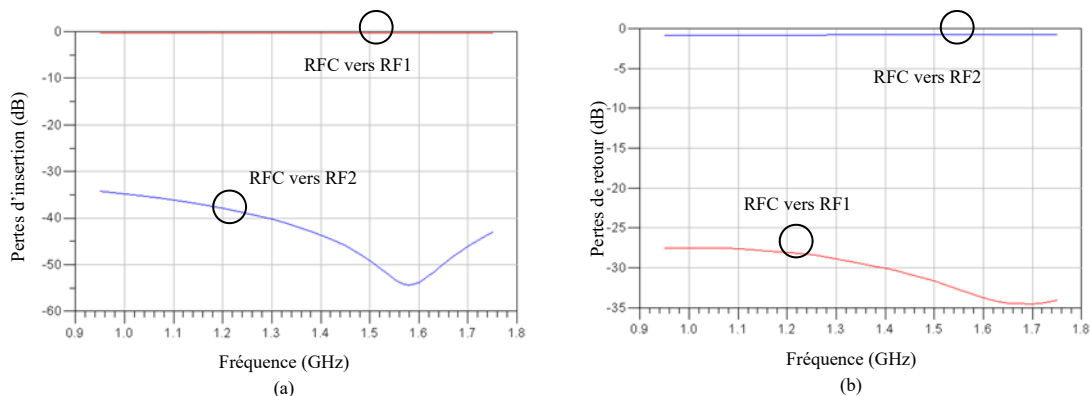 Pertes d'insertion (dB)
0
-10
-20
-30
-40
-50
-60
RFC vers RF1
RFC vers RF2
0.9 1.0 1.1 1.2 1.3 1.4 1.5 1.6 1.7 1.8
Fréquence (GHz)
(a)
Pertes de retour (dB)
0
-5
-10
-15
-20
-25
-30
-35
RFC vers RF2
RFC vers RF1
0.9 1.0 1.1 1.2 1.3 1.4 1.5 1.6 1.7 1.8
Fréquence (GHz)
(b)